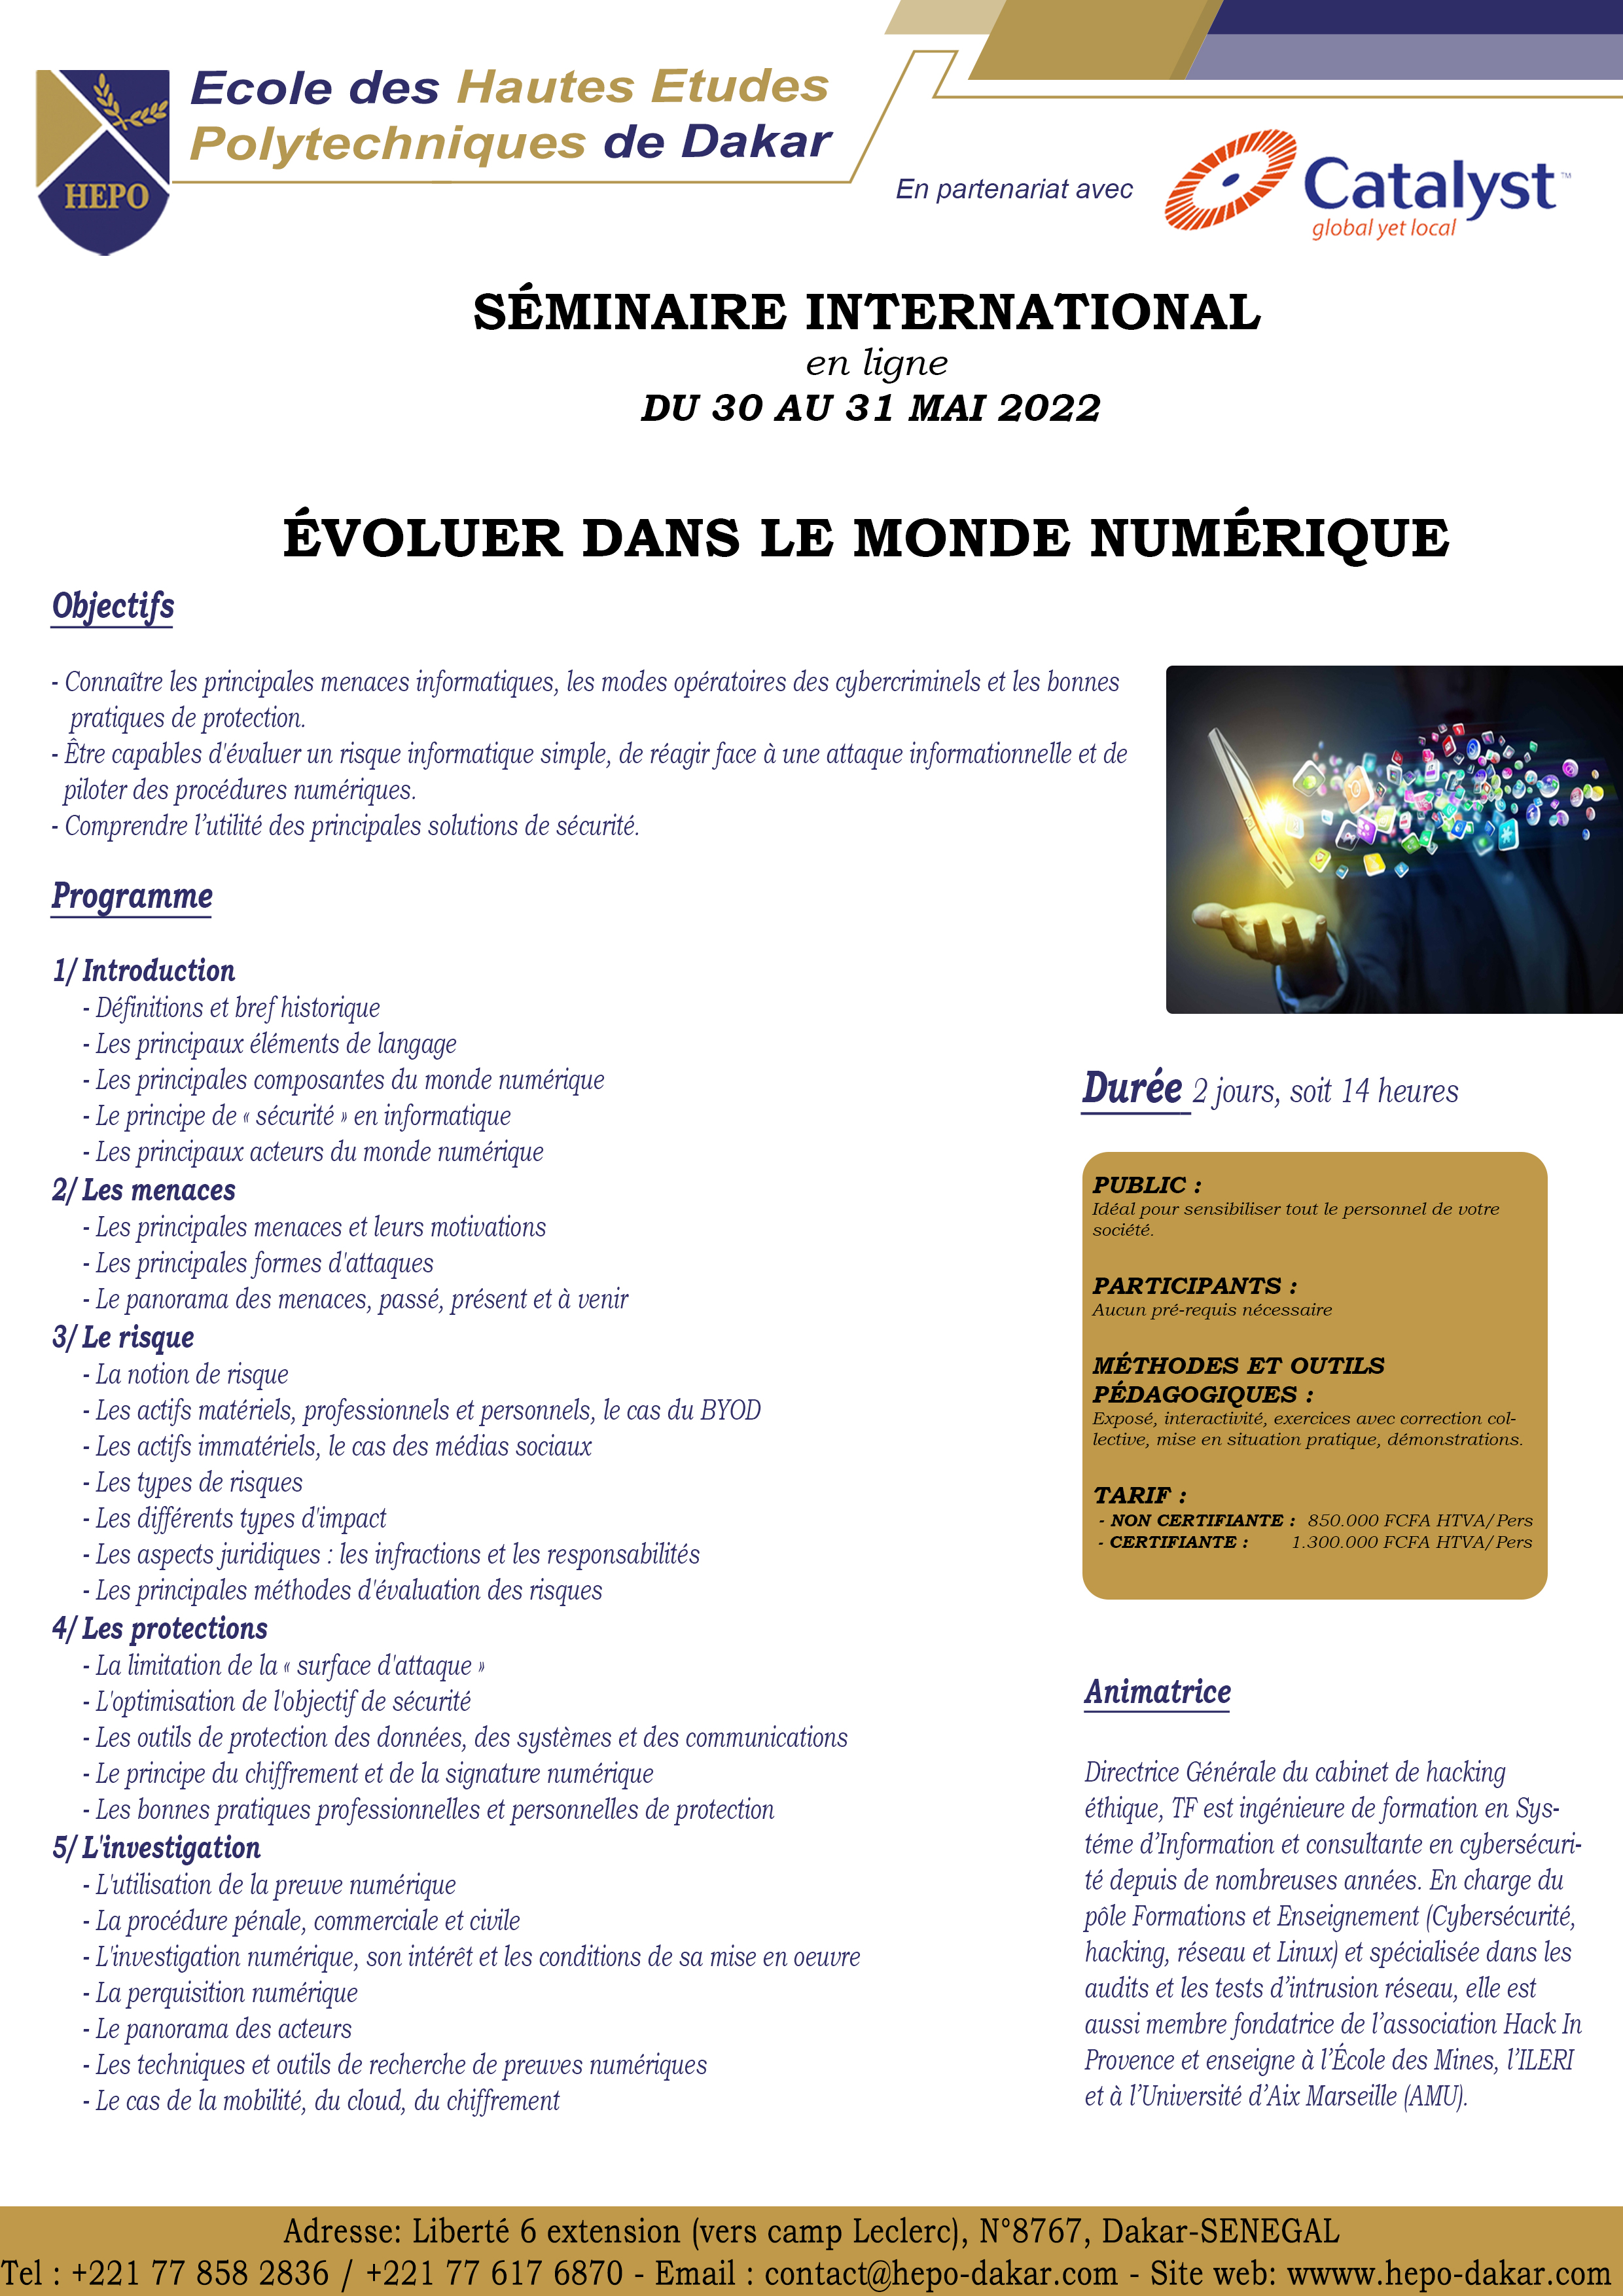 Ecole des Hautes Etudes
Polytechniques de Dakar
HEPO
En partenariat avec
Catalyst™
global yet local
SÉMINAIRE INTERNATIONAL
en ligne
DU 30 AU 31 MAI 2022
ÉVOLUER DANS LE MONDE NUMÉRIQUE
Objectifs
- Connaître les principales menaces informatiques, les modes opératoires des cybercriminels et les bonnes
pratiques de protection.
- Être capables d'évaluer un risque informatique simple, de réagir face à une attaque informationnelle et de
piloter des procédures numériques.
- Comprendre l’utilité des principales solutions de sécurité.
Programme
1/ Introduction
- Définitions et bref historique
- Les principaux éléments de langage
- Les principales composantes du monde numérique
- Le principe de « sécurité » en informatique
- Les principaux acteurs du monde numérique
2/ Les menaces
- Les principales menaces et leurs motivations
- Les principales formes d'attaques
- Le panorama des menaces, passé, présent et à venir
3/ Le risque
- La notion de risque
- Les actifs matériels, professionnels et personnels, le cas du BYOD
- Les actifs immatériels, le cas des médias sociaux
- Les types de risques
- Les différents types d'impact
- Les aspects juridiques : les infractions et les responsabilités
- Les principales méthodes d'évaluation des risques
4/ Les protections
- La limitation de la « surface d'attaque »
- L'optimisation de l'objectif de sécurité
- Les outils de protection des données, des systèmes et des communications
- Le principe du chiffrement et de la signature numérique
- Les bonnes pratiques professionnelles et personnelles de protection
5/ L'investigation
- L'utilisation de la preuve numérique
- La procédure pénale, commerciale et civile
- L'investigation numérique, son intérêt et les conditions de sa mise en oeuvre
- La perquisition numérique
- Le panorama des acteurs
- Les techniques et outils de recherche de preuves numériques
- Le cas de la mobilité, du cloud, du chiffrement
Durée 2 jours, soit 14 heures
PUBLIC :
Idéal pour sensibiliser tout le personnel de votre
société.
PARTICIPANTS :
Aucun pré-requis nécessaire
MÉTHODES ET OUTILS
PÉDAGOGIQUES :
Exposé, interactivité, exercices avec correction col-
lective, mise en situation pratique, démonstrations.
TARIF :
- NON CERTIFIANTE : 850.000 FCFA HTVA/Pers
- CERTIFIANTE : 1.300.000 FCFA HTVA/Pers
Animatrice
Directrice Générale du cabinet de hacking
éthique, TF est ingénieure de formation en Sys-
téme d’Information et consultante en cybersécuri-
té depuis de nombreuses années. En charge du
pôle Formations et Enseignement (Cybersécurité,
hacking, réseau et Linux) et spécialisée dans les
audits et les tests d’intrusion réseau, elle est
aussi membre fondatrice de l’association Hack In
Provence et enseigne à l’École des Mines, l’ILERI
et à l’Université d’Aix Marseille (AMU).
Adresse: Liberté 6 extension (vers camp Leclerc), N°8767, Dakar-SENEGAL
Tel : +221 77 858 2836 / +221 77 617 6870 - Email : contact@hepo-dakar.com - Site web: wwww.hepo-dakar.com